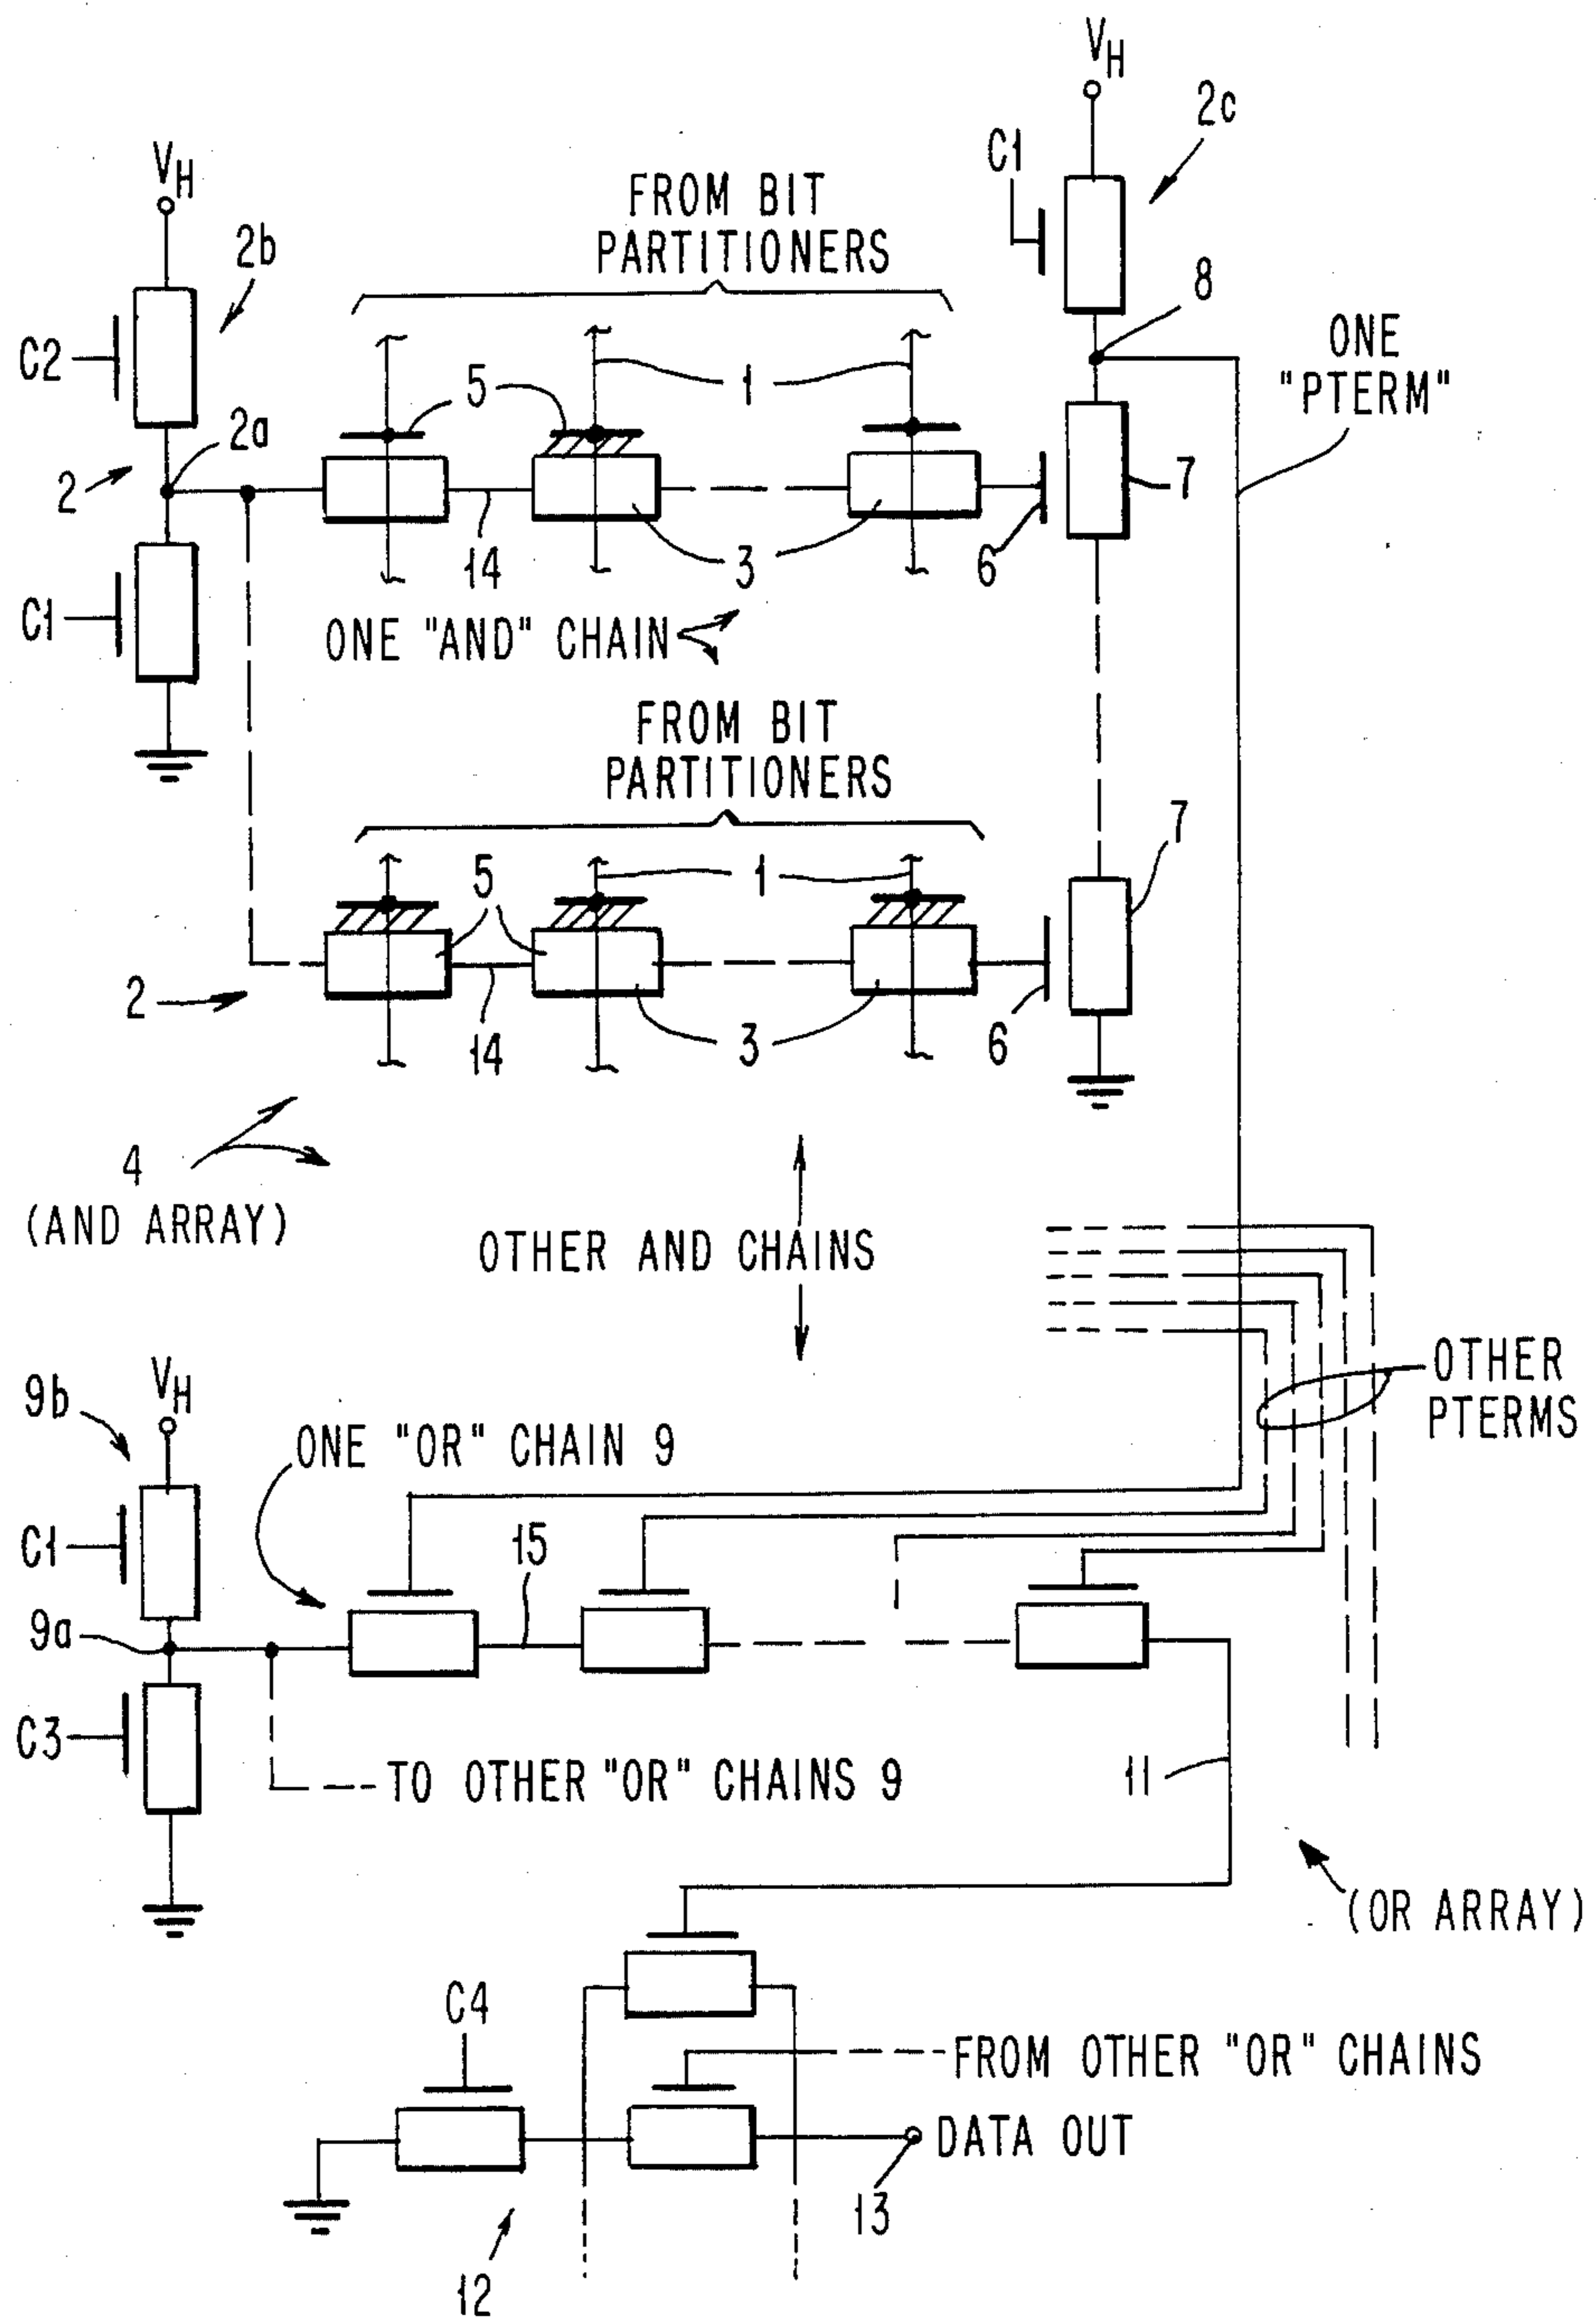 V_H
2c
C1
V_H
FROM BIT
PARTITIONERS
2b
8
ONE
"PTERM"
C2
5
1
2a
7
2
14
3
6
C1
ONE "AND" CHAIN
FROM BIT
PARTITIONERS
7
5
1
2
14
3
6
4
(AND ARRAY)
OTHER AND CHAINS
OTHER
PTERMS
9b
V_H
ONE "OR" CHAIN 9
C1
15
9a
C3
TO OTHER "OR" CHAINS 9
11
(OR ARRAY)
C4
FROM OTHER "OR" CHAINS
DATA OUT
13
12